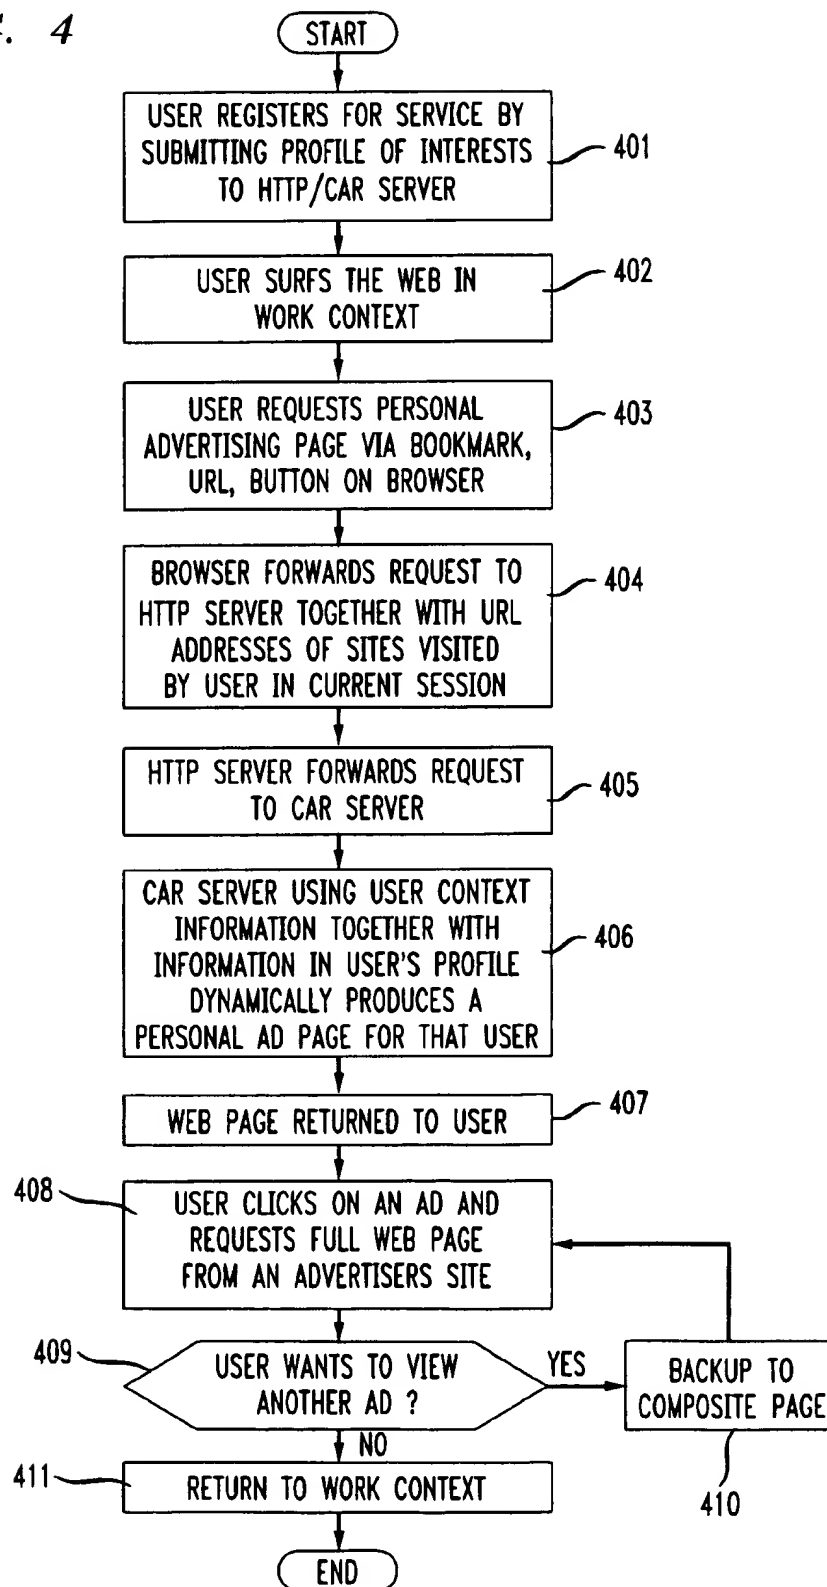 4
START
USER REGISTERS FOR SERVICE BY
SUBMITTING PROFILE OF INTERESTS
TO HTTP/CAR SERVER
401
USER SURFS THE WEB IN
WORK CONTEXT
402
USER REQUESTS PERSONAL
ADVERTISING PAGE VIA BOOKMARK,
URL, BUTTON ON BROWSER
403
BROWSER FORWARDS REQUEST TO
HTTP SERVER TOGETHER WITH URL
ADDRESSES OF SITES VISITED
BY USER IN CURRENT SESSION
404
HTTP SERVER FORWARDS REQUEST
TO CAR SERVER
405
CAR SERVER USING USER CONTEXT
INFORMATION TOGETHER WITH
INFORMATION IN USER'S PROFILE
DYNAMICALLY PRODUCES A
PERSONAL AD PAGE FOR THAT USER
406
WEB PAGE RETURNED TO USER
407
408
USER CLICKS ON AN AD AND
REQUESTS FULL WEB PAGE
FROM AN ADVERTISERS SITE
409
USER WANTS TO VIEW
ANOTHER AD ?
YES
BACKUP TO
COMPOSITE PAGE
410
NO
411
RETURN TO WORK CONTEXT
END